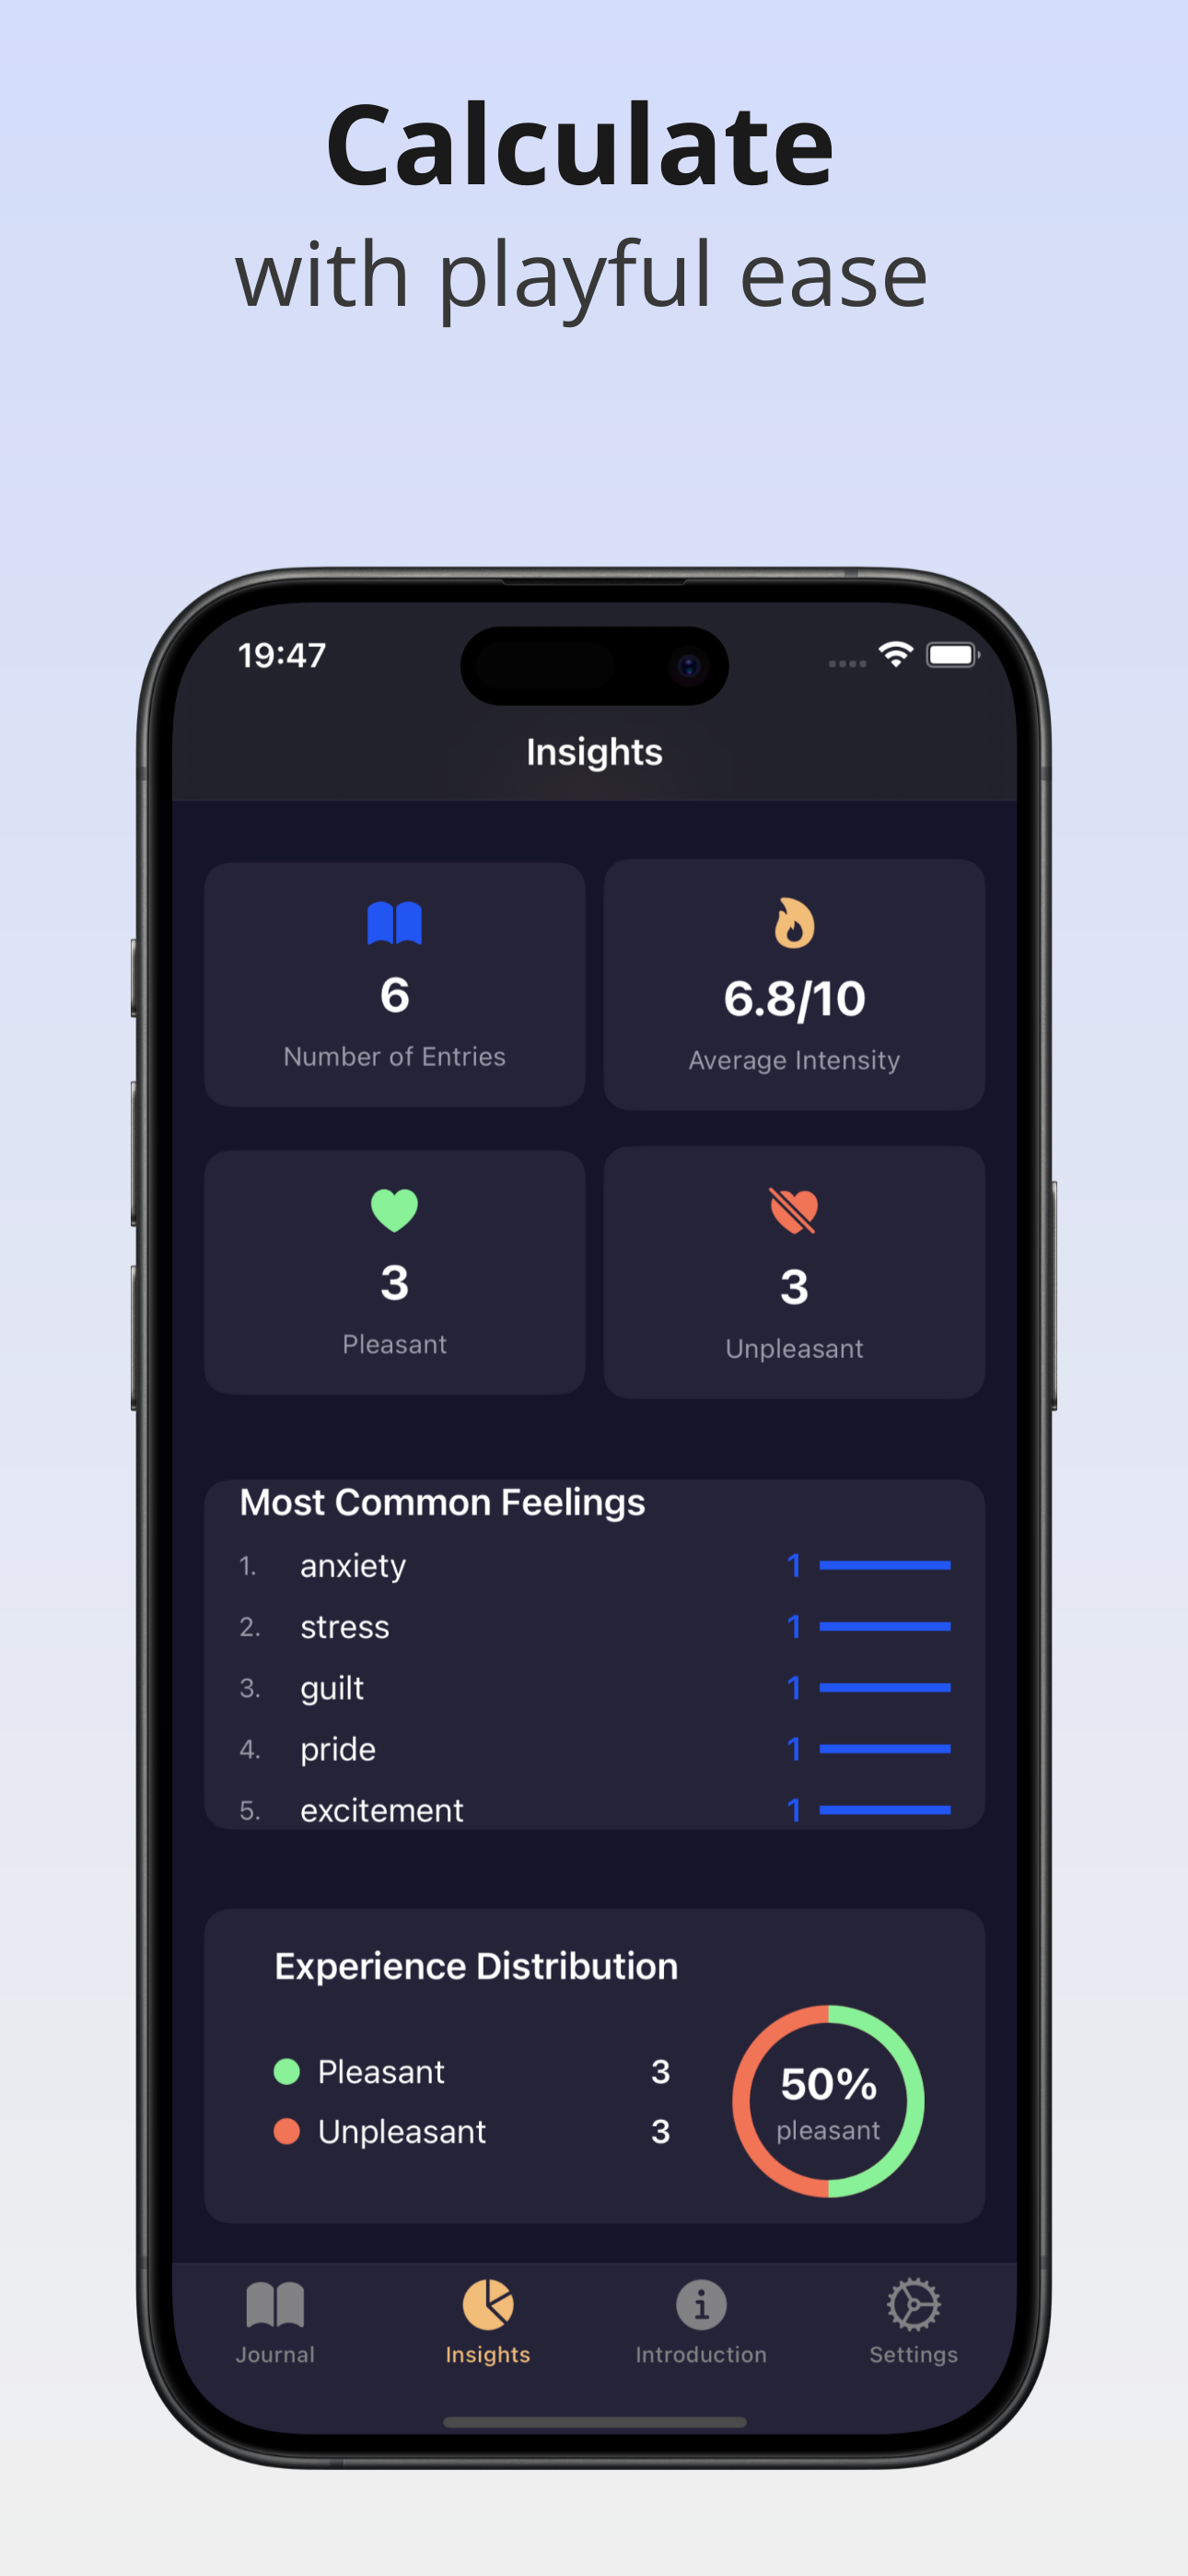 Calculate
with playful ease
19:47
Insights
6
Number of Entries
6.8/10
Average Intensity
3
Pleasant
3
Unpleasant
Most Common Feelings
1. anxiety 1
2. stress 1
3. guilt 1
4. pride 1
5. excitement 1
Experience Distribution
Pleasant 3
Unpleasant 3
50%
pleasant
Journal
Insights
Introduction
Settings